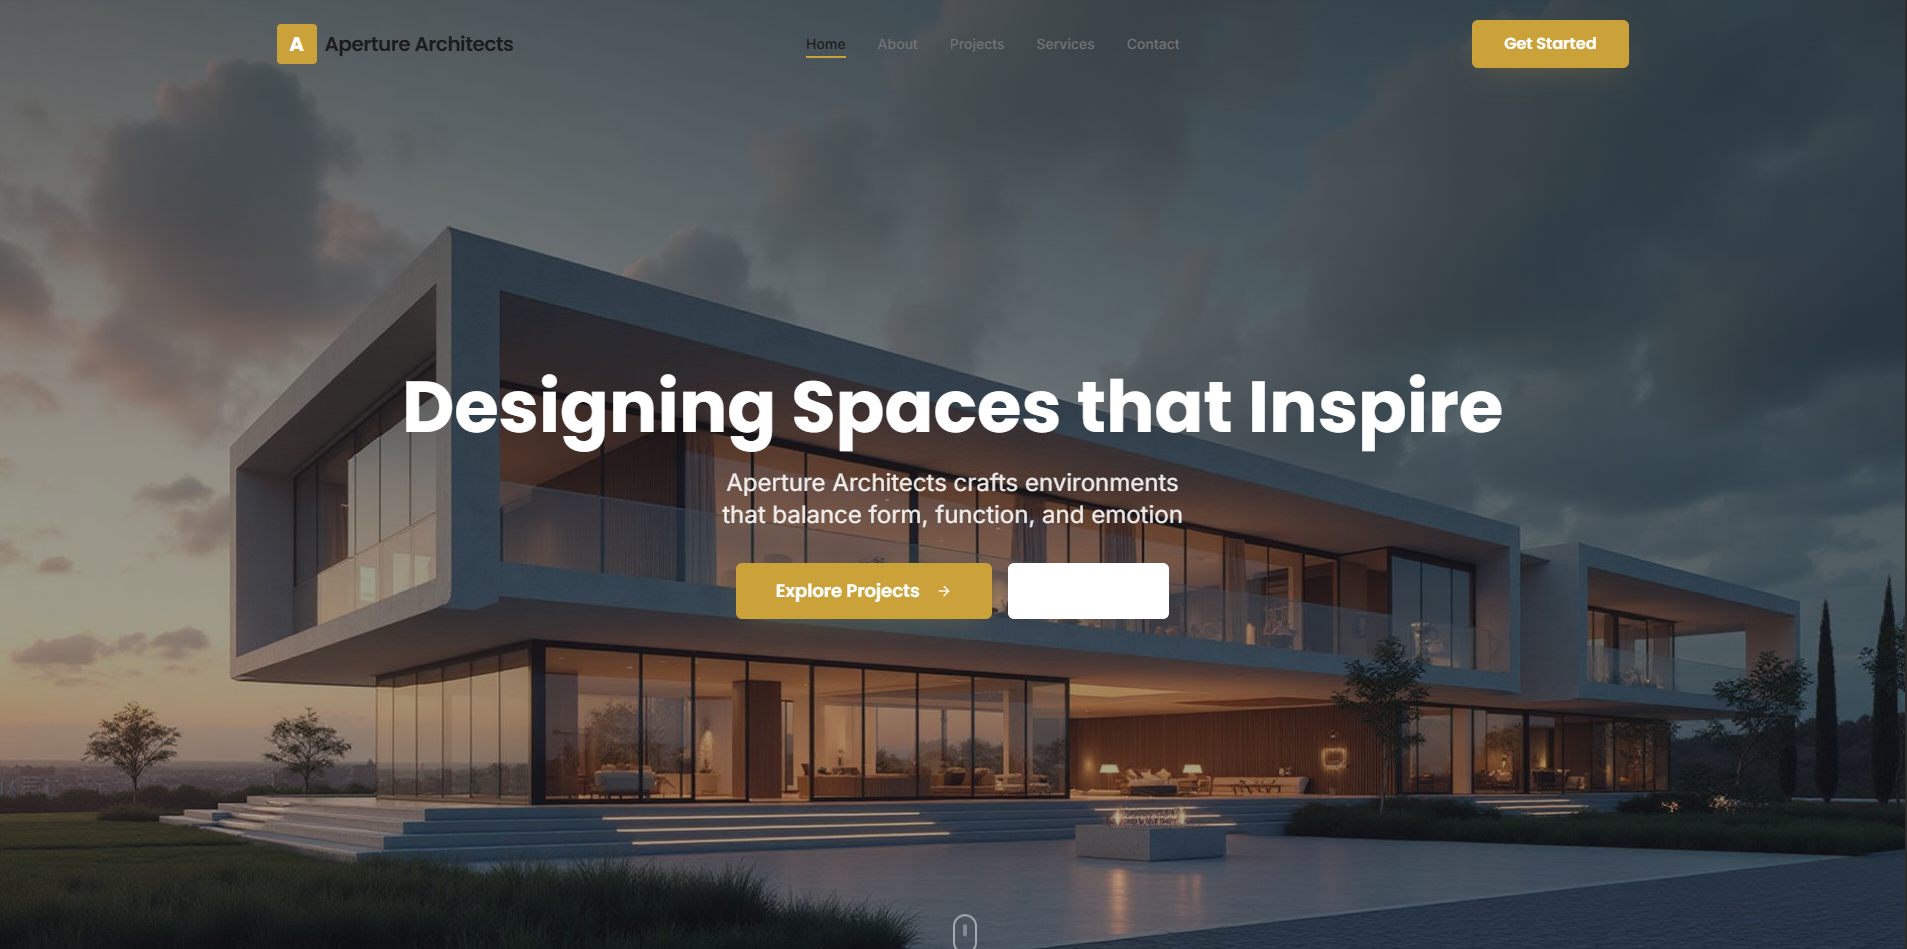 A Aperture Architects
Home About Projects Services Contact
Get Started
Designing Spaces that Inspire
Aperture Architects crafts environments
that balance form, function, and emotion
Explore Projects →